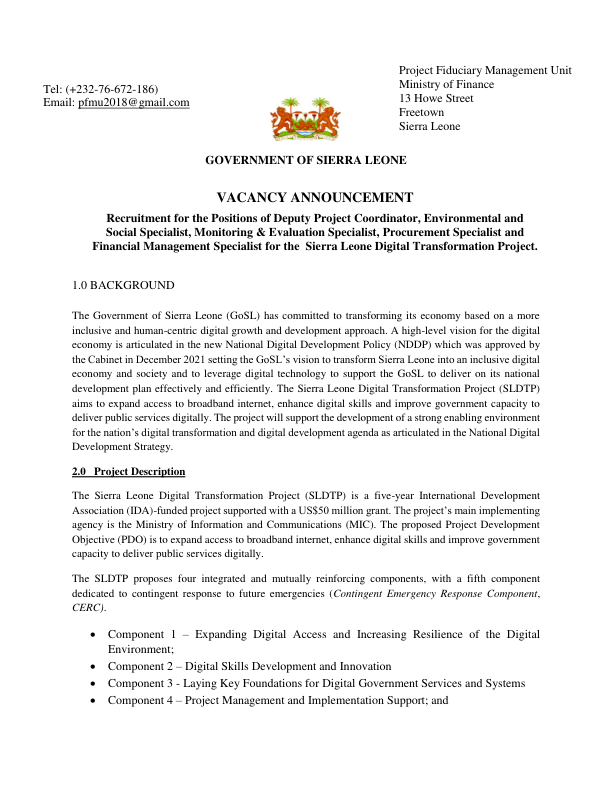 Project Fiduciary Management Unit
Ministry of Finance
13 Howe Street
Freetown
Sierra Leone
Tel: (+232-76-672-186)
Email: pfmu2018@gmail.com
GOVERNMENT OF SIERRA LEONE
VACANCY ANNOUNCEMENT
Recruitment for the Positions of Deputy Project Coordinator, Environmental and
Social Specialist, Monitoring & Evaluation Specialist, Procurement Specialist and
Financial Management Specialist for the Sierra Leone Digital Transformation Project.
1.0 BACKGROUND
The Government of Sierra Leone (GoSL) has committed to transforming its economy based on a more
inclusive and human-centric digital growth and development approach. A high-level vision for the digital
economy is articulated in the new National Digital Development Policy (NDDP) which was approved by
the Cabinet in December 2021 setting the GoSL's vision to transform Sierra Leone into an inclusive digital
economy and society and to leverage digital technology to support the GoSL to deliver on its national
development plan effectively and efficiently. The Sierra Leone Digital Transformation Project (SLDTP)
aims to expand access to broadband internet, enhance digital skills and improve government capacity to
deliver public services digitally. The project will support the development of a strong enabling environment
for the nation's digital transformation and digital development agenda as articulated in the National Digital
Development Strategy.
2.0 Project Description
The Sierra Leone Digital Transformation Project (SLDTP) is a five-year International Development
Association (IDA)-funded project supported with a US$50 million grant. The project's main implementing
agency is the Ministry of Information and Communications (MIC). The proposed Project Development
Objective (PDO) is to expand access to broadband internet, enhance digital skills and improve government
capacity to deliver public services digitally.
The SLDTP proposes four integrated and mutually reinforcing components, with a fifth component
dedicated to contingent response to future emergencies (Contingent Emergency Response Component,
CERC).
• Component 1 – Expanding Digital Access and Increasing Resilience of the Digital
Environment;
• Component 2 – Digital Skills Development and Innovation
• Component 3 - Laying Key Foundations for Digital Government Services and Systems
• Component 4 – Project Management and Implementation Support; and